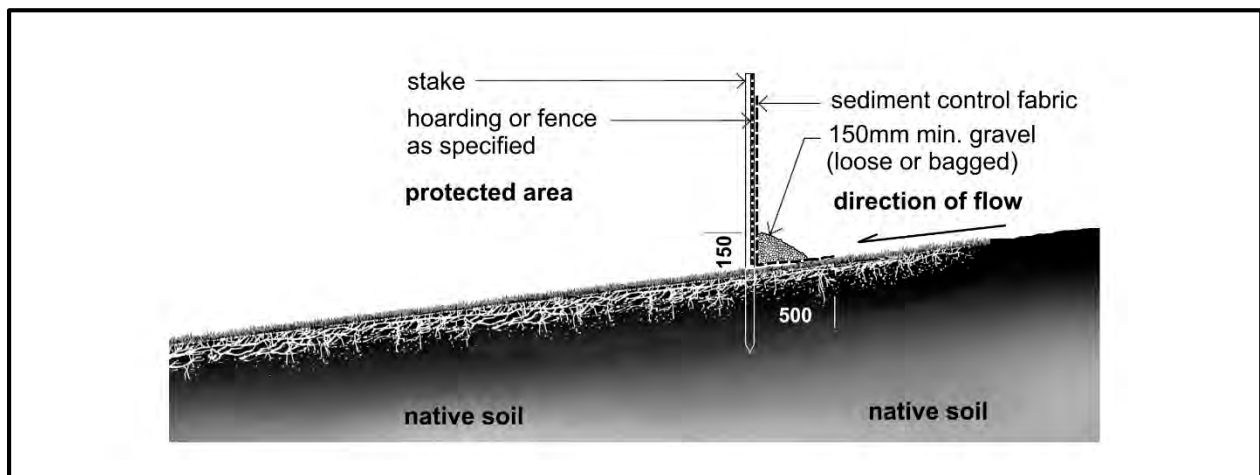 stake
hoarding or fence
as specified
protected area
sediment control fabric
150mm min. gravel
(loose or bagged)
direction of flow
150
500
native soil
native soil